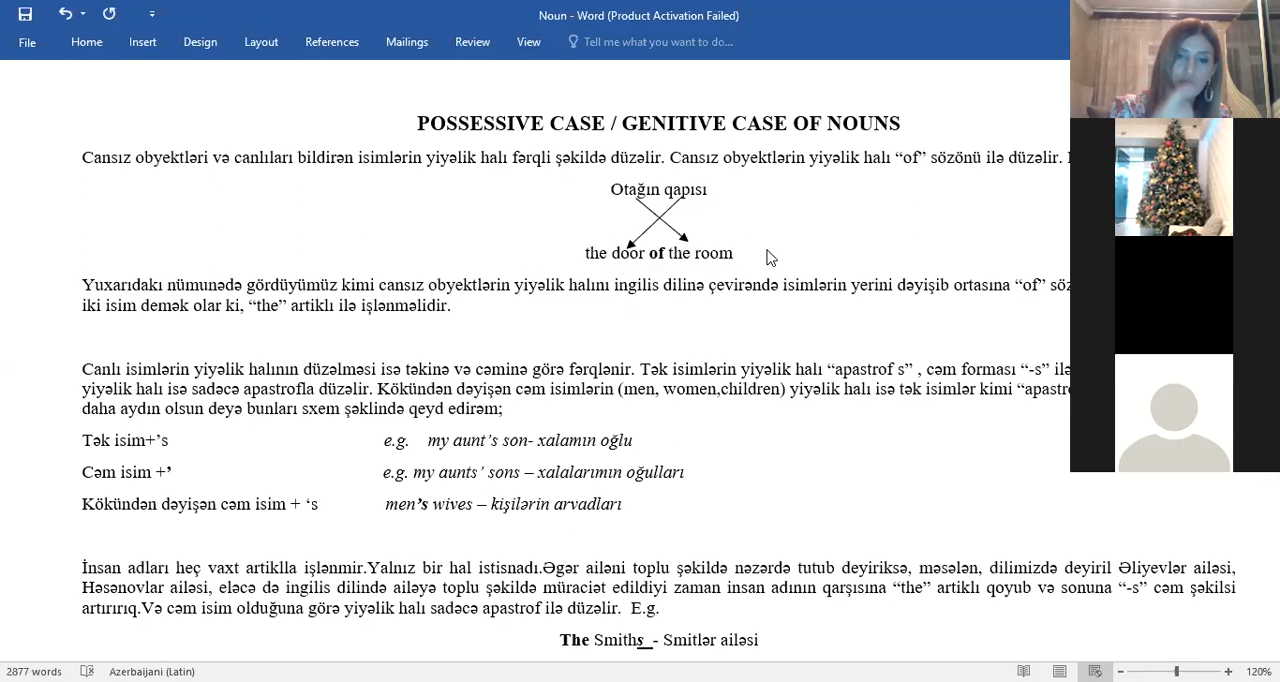 Noun - Word (Product Activation Failed)
File Home Insert Design Layout References Mailings Review View Tell me what you want to do...
POSSESSIVE CASE / GENITIVE CASE OF NOUNS
Cansız obyektləri və canlıları bildirən isimlərin yiyəlik halı fərqli şəkildə düzəlir. Cansız obyektlərin yiyəlik halı “of” sözönü ilə düzəlir.
Otağın qapısı
the door of the room
Yuxarıdakı nümunədə gördüyümüz kimi cansız obyektlərin yiyəlik halını ingilis dilinə çevirəndə isimlərin yerini dəyişib ortasına “of”
iki isim demək olar ki, “the” artiklı ilə işlənməlidir.
Canlı isimlərin yiyəlik halının düzəlməsi isə təkinə və cəminə görə fərqlənir. Tək isimlərin yiyəlik halı “apastrof s” , cəm forması “-s”
yiyəlik halı isə sadəcə apastrofla düzəlir. Kökündən dəyişən cəm isimlərin (men, women,children) yiyəlik halı isə tək isimlər kimi
daha aydın olsun deyə bunları sxem şəklində qeyd edirəm;
Tək isim+’s e.g. my aunt’s son- xalamın oğlu
Cəm isim +’ e.g. my aunts’ sons – xalalarımın oğulları
Kökündən dəyişən cəm isim + ‘s men’s wives – kişilərin arvadları
İnsan adları heç vaxt artiklla işlənmir.Yalnız bir hal istisnadı.Əgər ailəni toplu şəkildə nəzərdə tutub deyiriksə, məsələn, dilimizdə deyiril Əliyevlər ailəsi,
Həsənovlar ailəsi, eləcə də ingilis dilində ailəyə toplu şəkildə müraciət edildiyi zaman insan adının qarşısına “the” artiklı qoyub və sonuna “-s” cəm şəkilsi
artırırıq.Və cəm isim olduğuna görə yiyəlik halı sadəcə apastrof ilə düzəlir. E.g.
The Smiths - Smitlər ailəsi
2877 words Azerbaijani (Latin) 120%